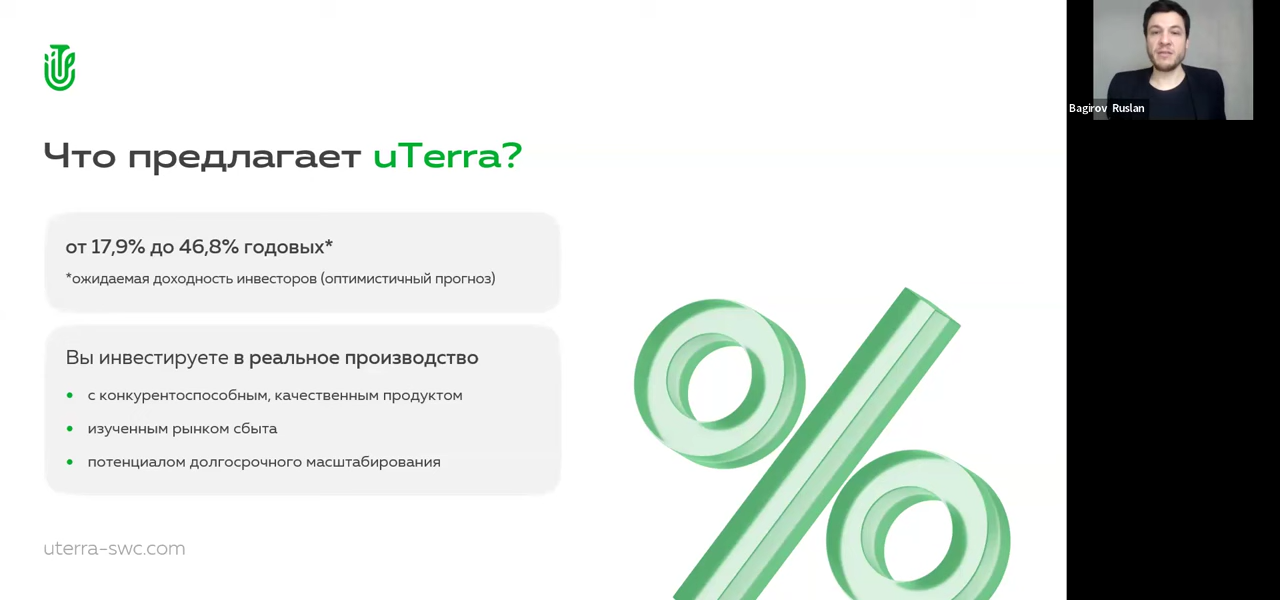 Что предлагает uTerra?
от 17,9% до 46,8% годовых*
*ожидаемая доходность инвесторов (оптимистичный прогноз)
Вы инвестируете в реальное производство
• с конкурентоспособным, качественным продуктом
• изученным рынком сбыта
• потенциалом долгосрочного масштабирования
uterra-swc.com
Bagirov Ruslan